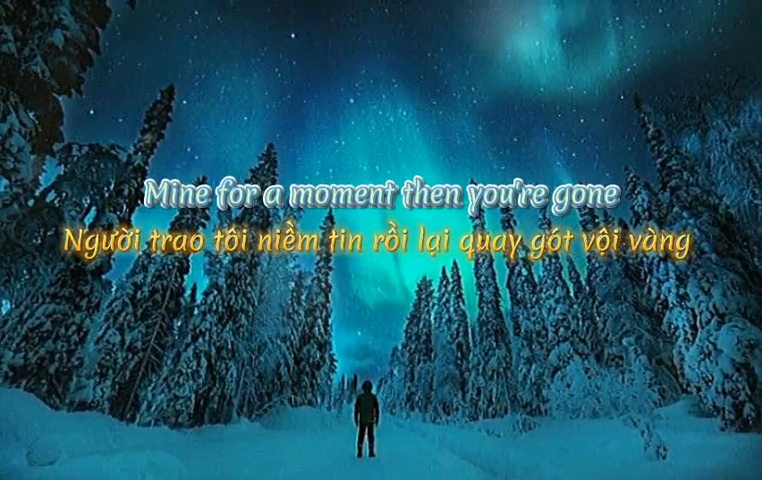 Mine for a moment then you're gone
Người trao tôi niềm tin rồi lại quay gót vội vàng